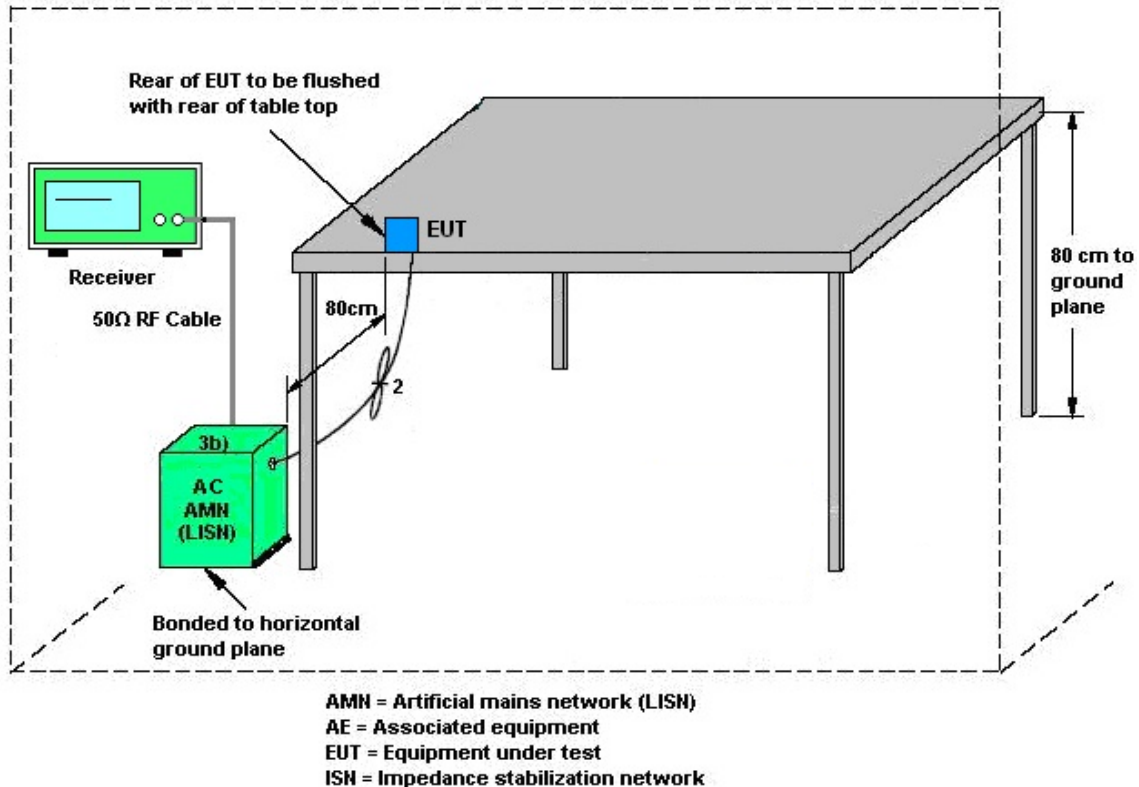 Rear of EUT to be flushed
with rear of table top
EUT
Receiver
50Ω RF Cable
80cm
80 cm to
ground
plane
2
3b)
AC
AMN
(LISN)
Bonded to horizontal
ground plane
AMN = Artificial mains network (LISN)
AE = Associated equipment
EUT = Equipment under test
ISN = Impedance stabilization network